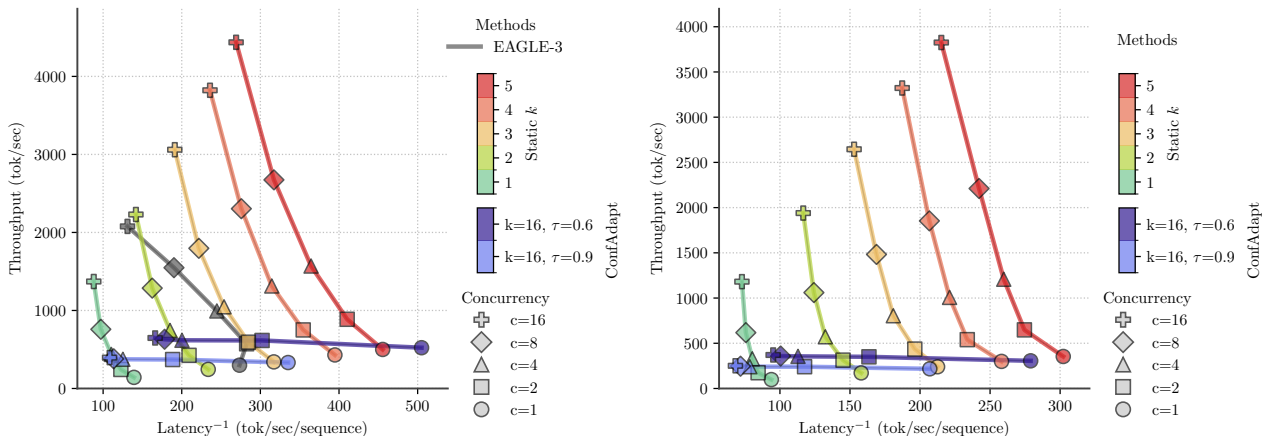 Methods
EAGLE-3
5
4
3
2
1
Static k
k=16, τ=0.6
k=16, τ=0.9
ConfAdapt
Concurrency
c=16
c=8
c=4
c=2
c=1
4000
3000
2000
1000
0
Throughput (tok/sec)
100 200 300 400 500
Latency⁻¹ (tok/sec/sequence)
Methods
5
4
3
2
1
Static k
k=16, τ=0.6
k=16, τ=0.9
ConfAdapt
Concurrency
c=16
c=8
c=4
c=2
c=1
4000
3500
3000
2500
2000
1500
1000
500
0
Throughput (tok/sec)
100 150 200 250 300
Latency⁻¹ (tok/sec/sequence)